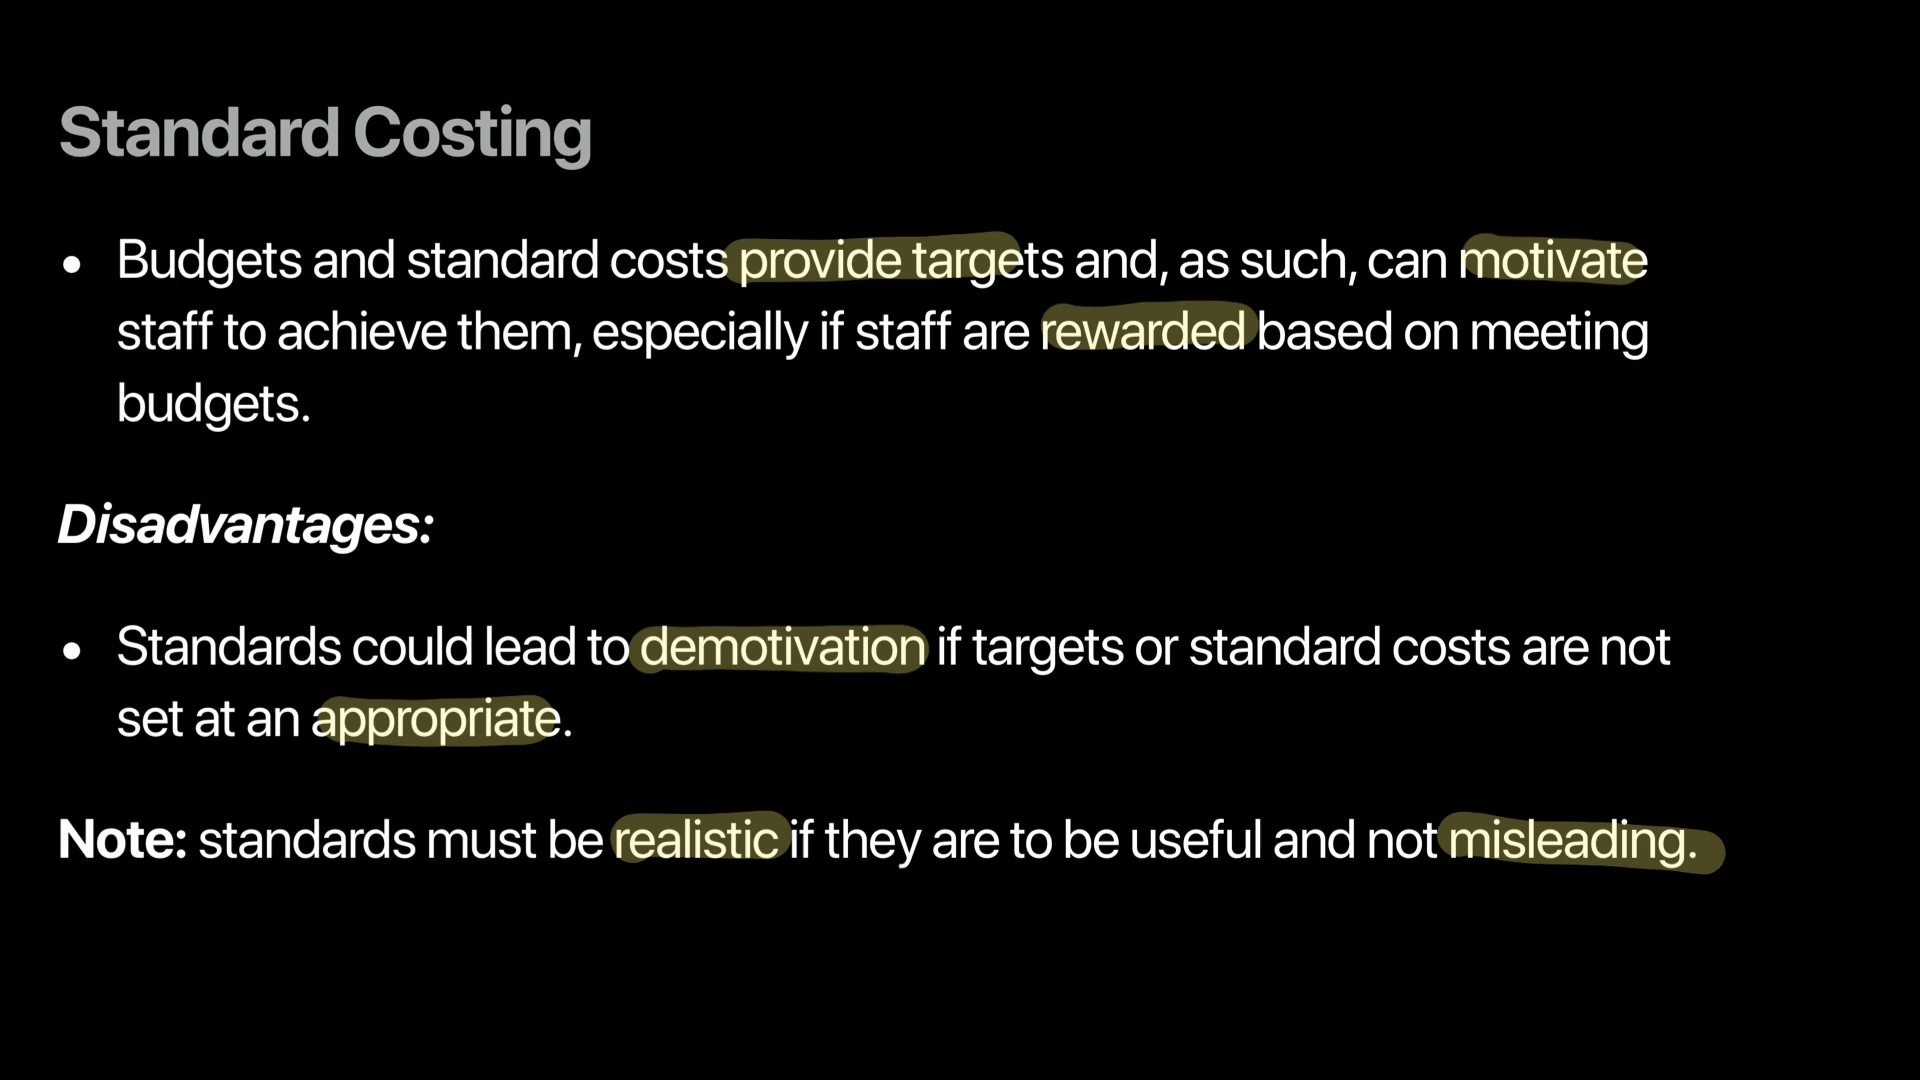 Standard Costing
• Budgets and standard costs provide targets and, as such, can motivate
staff to achieve them, especially if staff are rewarded based on meeting
budgets.
Disadvantages:
• Standards could lead to demotivation if targets or standard costs are not
set at an appropriate.
Note: standards must be realistic if they are to be useful and not misleading.